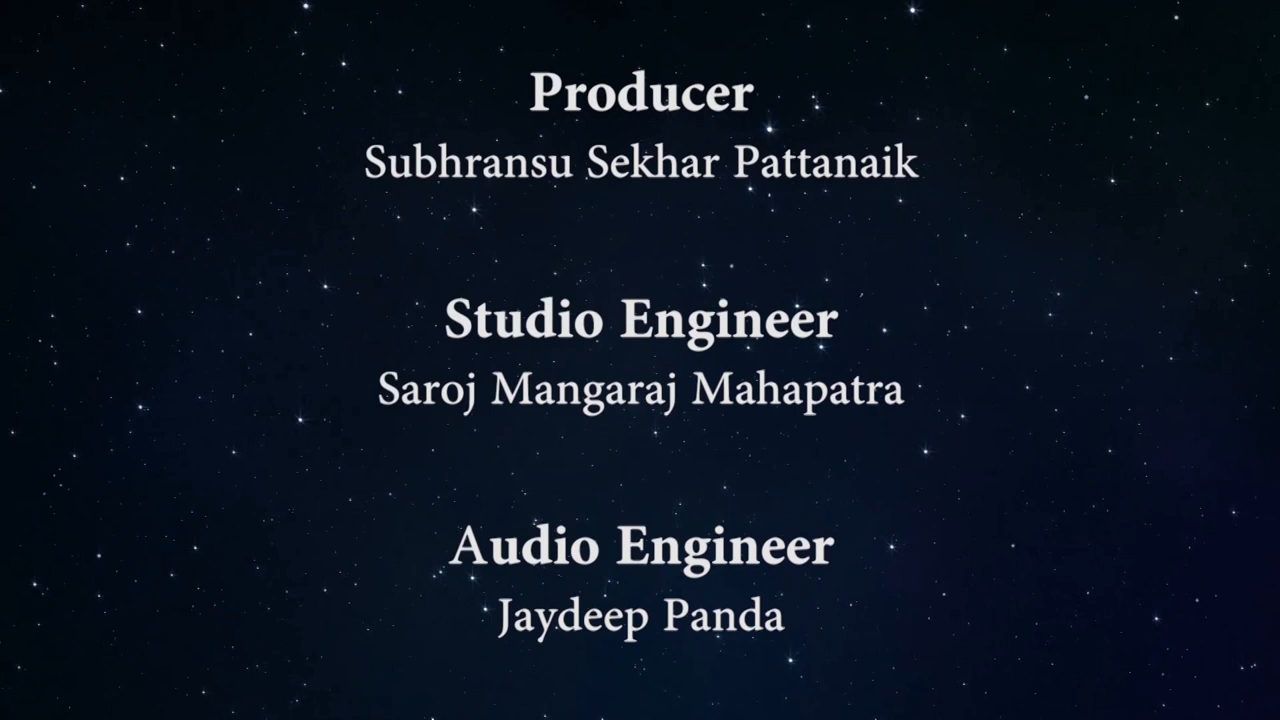 Producer
Subhransu Sekhar Pattanaik
Studio Engineer
Saroj Mangaraj Mahapatra
Audio Engineer
Jaydeep Panda